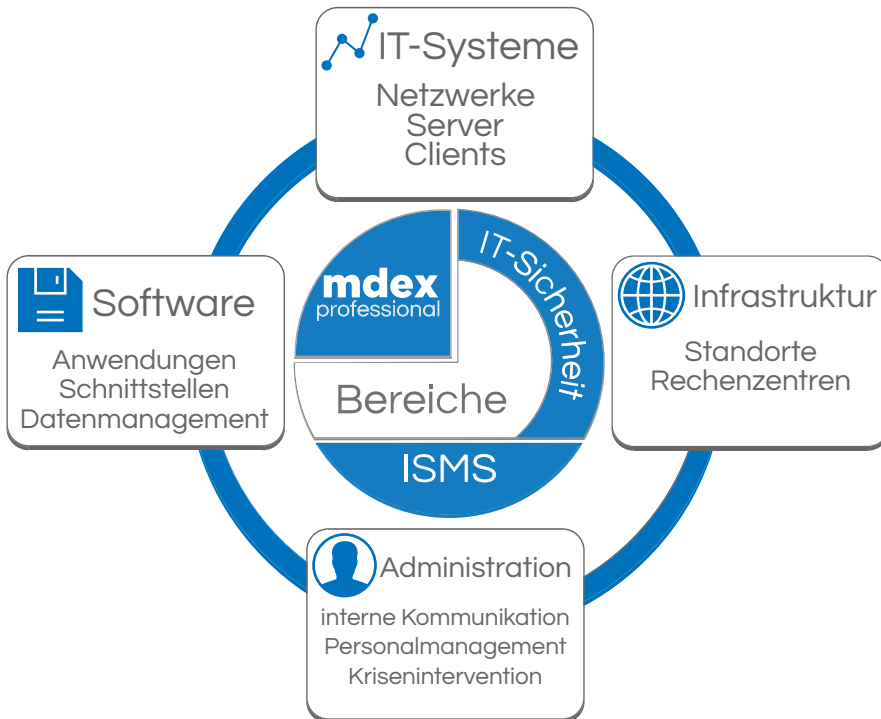 IT-Systeme
Netzwerke
Server
Clients
Software
Anwendungen
Schnittstellen
Datenmanagement
mdex
professional
IT-Sicherheit
Bereiche
ISMS
Infrastruktur
Standorte
Rechenzentren
Administration
interne Kommunikation
Personalmanagement
Krisenintervention